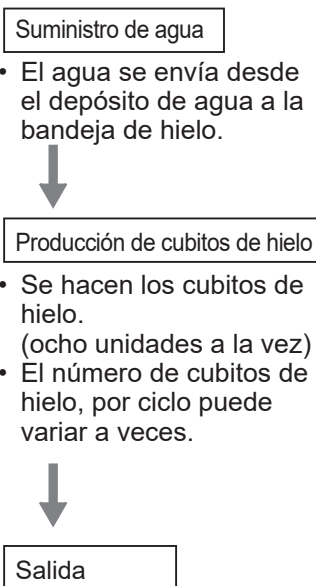 Suministro de agua
• El agua se envía desde
el depósito de agua a la
bandeja de hielo.
Producción de cubitos de hielo
• Se hacen los cubitos de
hielo.
(ocho unidades a la vez)
• El número de cubitos de
hielo, por ciclo puede
variar a veces.
Salida